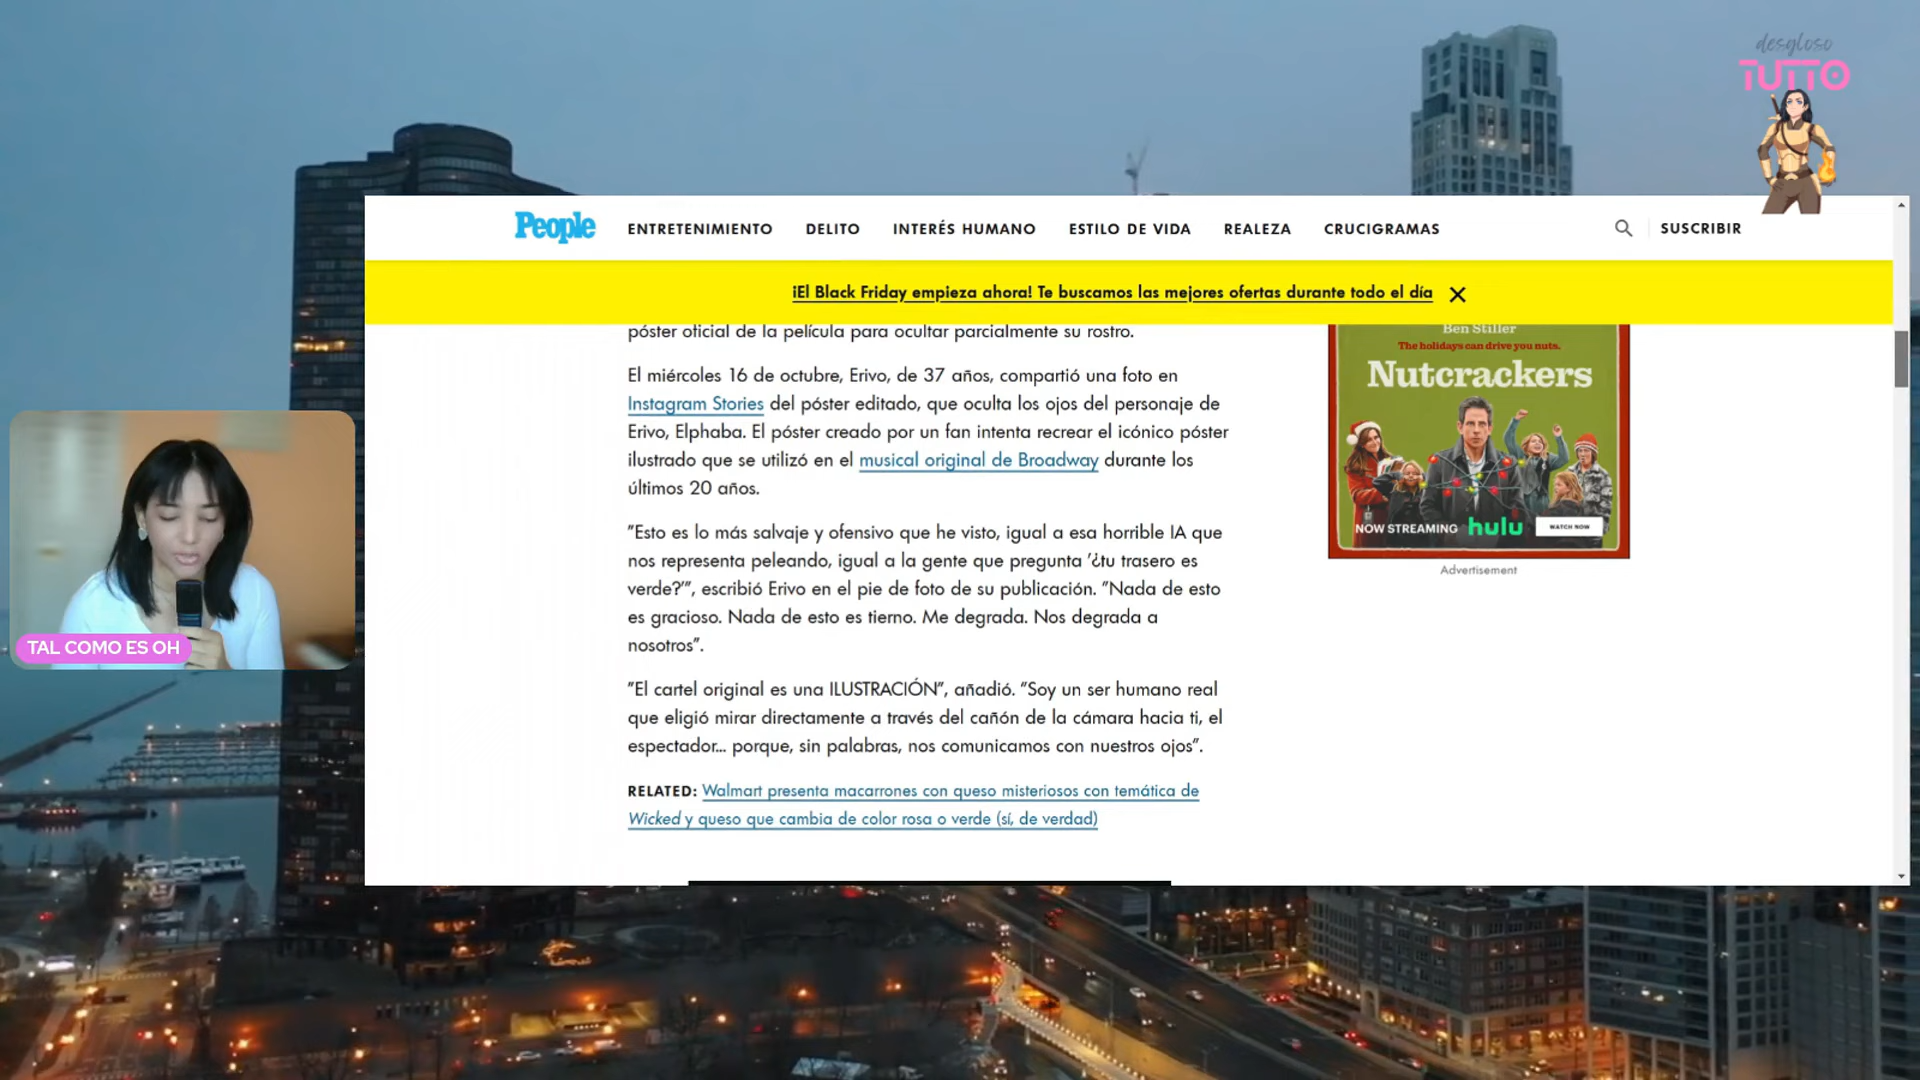 desgloso
TUTTO
People
ENTRETENIMIENTO DELITO INTERÉS HUMANO ESTILO DE VIDA REALEZA CRUCIGRAMAS
SUSCRIBIR
¡El Black Friday empieza ahora! Te buscamos las mejores ofertas durante todo el día
póster oficial de la película para ocultar parcialmente su rostro.
El miércoles 16 de octubre, Erivo, de 37 años, compartió una foto en
Instagram Stories del póster editado, que oculta los ojos del personaje de
Erivo, Elphaba. El póster creado por un fan intenta recrear el icónico póster
ilustrado que se utilizó en el musical original de Broadway durante los
últimos 20 años.
"Esto es lo más salvaje y ofensivo que he visto, igual a esa horrible IA que
nos representa peleando, igual a la gente que pregunta '¿tu trasero es
verde?'", escribió Erivo en el pie de foto de su publicación. "Nada de esto
es gracioso. Nada de esto es tierno. Me degrada. Nos degrada a
nosotros".
"El cartel original es una ILUSTRACIÓN", añadió. "Soy un ser humano real
que eligió mirar directamente a través del cañón de la cámara hacia ti, el
espectador... porque, sin palabras, nos comunicamos con nuestros ojos".
RELATED: Walmart presenta macarrones con queso misteriosos con temática de
Wicked y queso que cambia de color rosa o verde (sí, de verdad)
Ben Stiller
The holidays can drive you nuts.
Nutcrackers
NOW STREAMING hulu WATCH NOW
Advertisement
TAL COMO ES OH